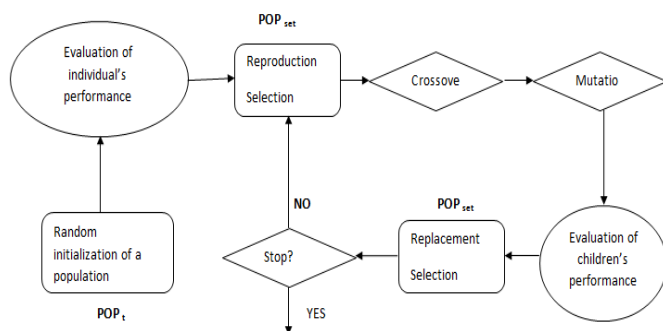 POP set
Evaluation of
individual's
performance
Reproduction
Selection
Crossove
Mutatio
NO
POP set
Random
initialization of a
population
Stop?
Replacement
Selection
Evaluation of
children's
performance
POP t
YES